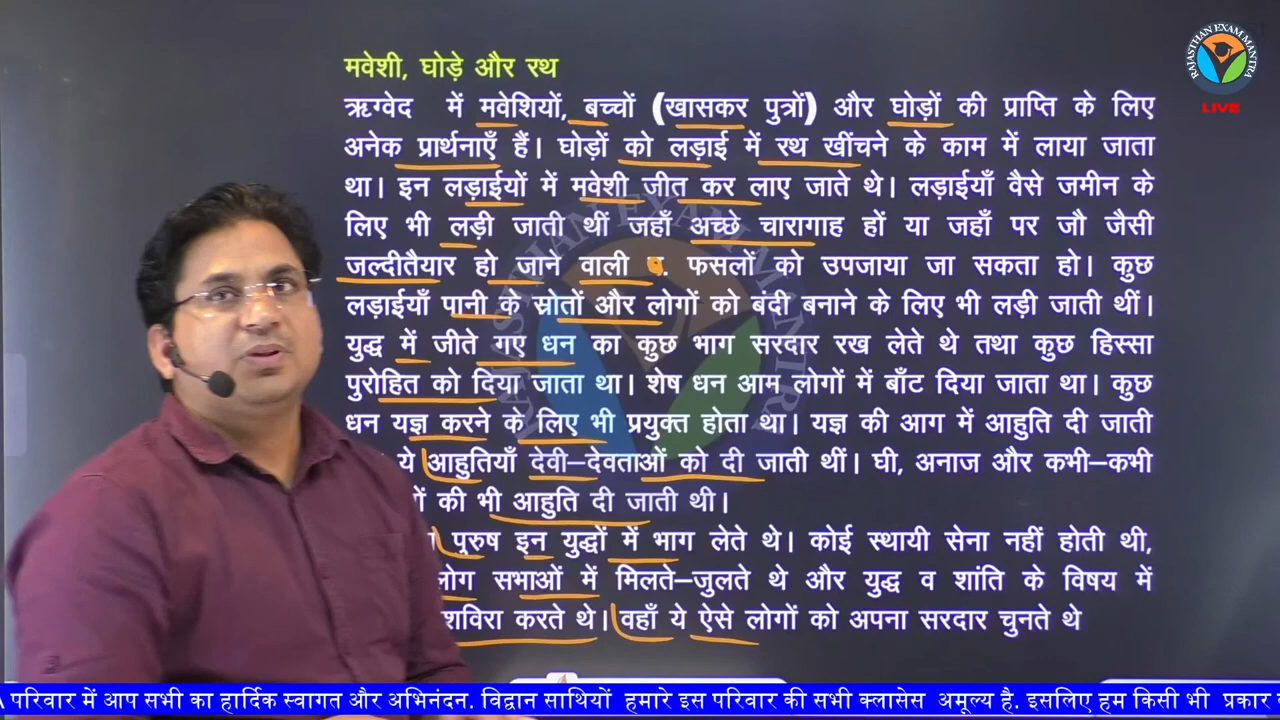 RAJASTHAN EXAM MANTRA
LIVE
मवेशी, घोड़े और रथ
ऋग्वेद में मवेशियों, बच्चों (खासकर पुत्रों) और घोड़ों की प्राप्ति के लिए
अनेक प्रार्थनाएँ हैं। घोड़ों को लड़ाई में रथ खींचने के काम में लाया जाता
था। इन लड़ाईयों में मवेशी जीत कर लाए जाते थे। लड़ाईयाँ वैसे जमीन के
लिए भी लड़ी जाती थीं जहाँ अच्छे चारागाह हों या जहाँ पर जौ जैसी
जल्दीतैयार हो जाने वाली फसलों को उपजाया जा सकता हो। कुछ
लड़ाईयाँ पानी के स्रोतों और लोगों को बंदी बनाने के लिए भी लड़ी जाती थीं।
युद्ध में जीते गए धन का कुछ भाग सरदार रख लेते थे तथा कुछ हिस्सा
पुरोहित को दिया जाता था। शेष धन आम लोगों में बाँट दिया जाता था। कुछ
धन यज्ञ करने के लिए भी प्रयुक्त होता था। यज्ञ की आग में आहुति दी जाती
ये आहुतियाँ देवी–देवताओं को दी जाती थीं। घी, अनाज और कभी–कभी
की भी आहुति दी जाती थी।
पुरुष इन युद्धों में भाग लेते थे। कोई स्थायी सेना नहीं होती थी,
लोग सभाओं में मिलते–जुलते थे और युद्ध व शांति के विषय में
करते थे। वहाँ ये ऐसे लोगों को अपना सरदार चुनते थे
परिवार में आप सभी का हार्दिक स्वागत और अभिनंदन. विद्वान साथियों हमारे इस परिवार की सभी क्लासेस अमूल्य है. इसलिए हम किसी भी प्रकार